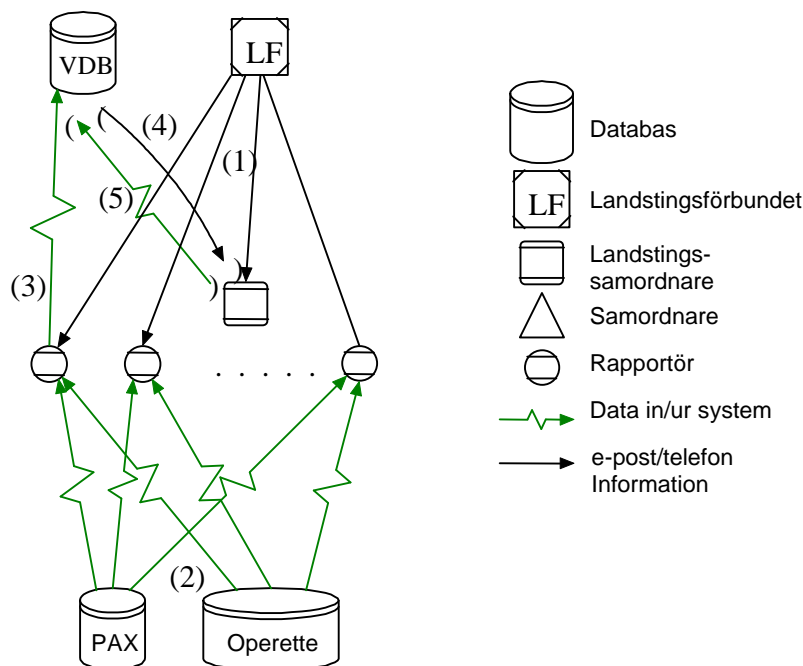 VDB
LF
(
(
(4)
(1)
(5)
)
)
(3)
. . . . .
(2)
PAX
Operette
Databas
LF
Landstingsförbundet
Landstings-
samordnare
Samordnare
Rapportör
Data in/ur system
e-post/telefon
Information